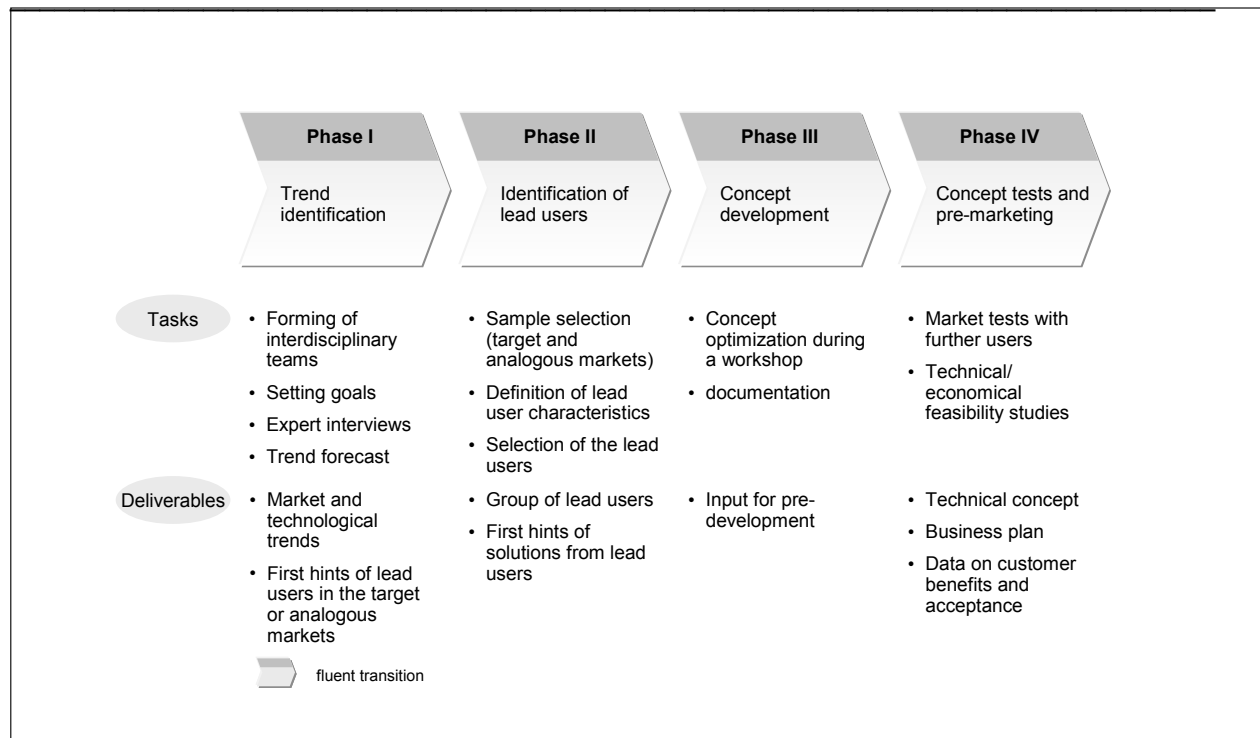 Phase I
Trend
identification
Phase II
Identification of
lead users
Phase III
Concept
development
Phase IV
Concept tests and
pre-marketing
Tasks
• Forming of
interdisciplinary
teams
• Setting goals
• Expert interviews
• Trend forecast
• Sample selection
(target and
analogous markets)
• Definition of lead
user characteristics
• Selection of the lead
users
• Concept
optimization during
a workshop
• documentation
• Market tests with
further users
• Technical/
economical
feasibility studies
Deliverables
• Market and
technological
trends
• First hints of lead
users in the target
or analogous
markets
• Group of lead users
• First hints of
solutions from lead
users
• Input for pre-
development
• Technical concept
• Business plan
• Data on customer
benefits and
acceptance
fluent transition